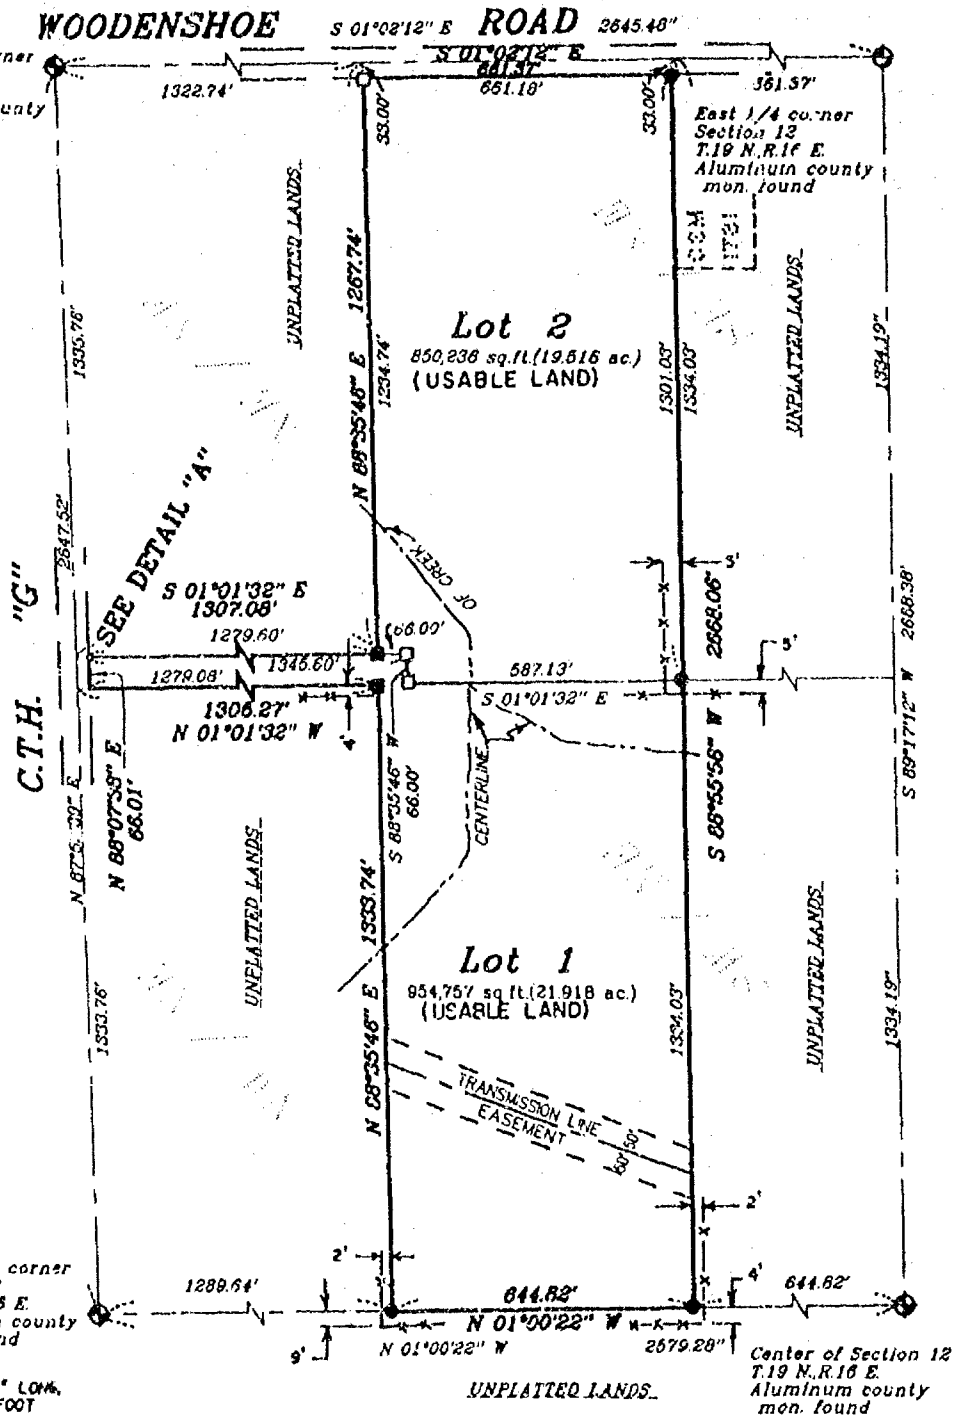 WOODENSHOE ROAD
S 01°02'12" E
2645.48"
S 01°02'12" E
661.37'
661.18'
1322.74'
661.37'
33.00'
33.00'
East 1/4 corner
Section 12
T.19 N.,R.16 E.
Aluminum county
mon. found
CSM
1721
UNPLATTED LANDS
UNPLATTED LANDS
1335.76'
1267.74'
N 88°35'46" E
1234.74'
Lot 2
850,236 sq.ft.(19.516 ac.)
(USABLE LAND)
1301.03'
1334.03'
1334.19"
SEE DETAIL "A"
2647.52'
C.T.H. "G"
S 01°01'32" E
1307.08'
1279.60'
1345.60'
66.00'
1279.08'
1306.27'
N 01°01'32" W
4'
OF CREEK
CENTERLINE
587.13'
S 01°01'32" E
3'
5'
2668.06'
S 88°55'56" W
2668.38'
S 89°17'12" W
S 88°35'46" W
66.00'
N 88°07'59" E
66.01'
UNPLATTED LANDS
UNPLATTED LANDS
1333.76'
1333.74'
N 88°35'46" E
Lot 1
954,757 sq.ft.(21.918 ac.)
(USABLE LAND)
1334.03'
1334.19"
TRANSMISSION LINE
EASEMENT
50'
50'
2'
2'
corner
E.
county
1289.64'
644.82'
4'
644.82'
N 01°00'22" W
N 01°00'22" W
9'
2579.28"
Center of Section 12
T.19 N.,R.16 E.
Aluminum county
mon. found
UNPLATTED LANDS
" LONG,
FOOT